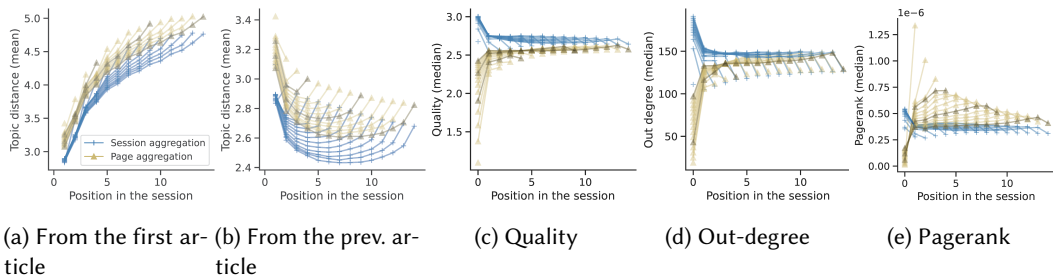 Topic distance (mean)
5.0
4.5
4.0
3.5
3.0
Session aggregation
Page aggregation
0
5
10
Position in the session
Topic distance (mean)
3.4
3.2
3.0
2.8
2.6
2.4
0
5
10
Position in the session
Quality (median)
3.0
2.5
2.0
1.5
0
5
10
Position in the session
Out degree (median)
150
100
50
0
5
10
Position in the session
1e-6
Pagerank (median)
1.25
1.00
0.75
0.50
0.25
0.00
0
5
10
Position in the session
(a) From the first ar-
ticle
(b) From the prev. ar-
ticle
(c) Quality
(d) Out-degree
(e) Pagerank